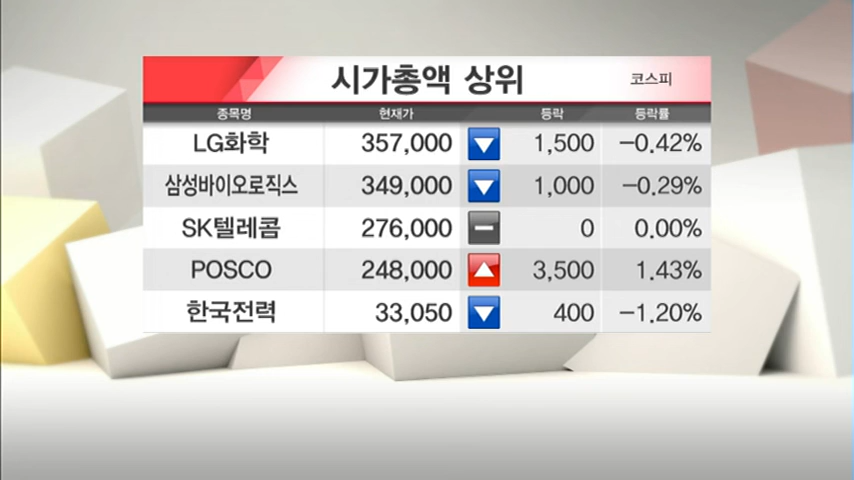 시가총액 상위 코스피
종목명 현재가 등락 등락률
LG화학 357,000 ▼ 1,500 -0.42%
삼성바이오로직스 349,000 ▼ 1,000 -0.29%
SK텔레콤 276,000 - 0 0.00%
POSCO 248,000 ▲ 3,500 1.43%
한국전력 33,050 ▼ 400 -1.20%